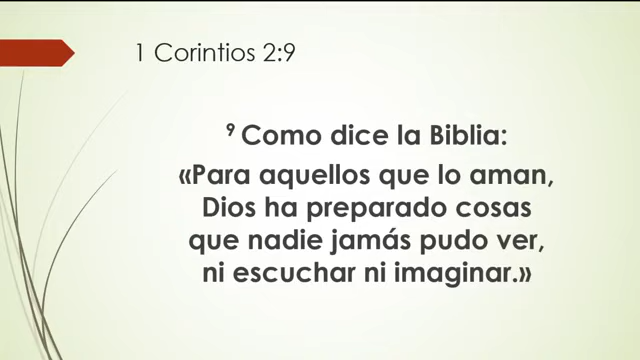 1 Corintios 2:9
⁹ Como dice la Biblia:
«Para aquellos que lo aman,
Dios ha preparado cosas
que nadie jamás pudo ver,
ni escuchar ni imaginar.»